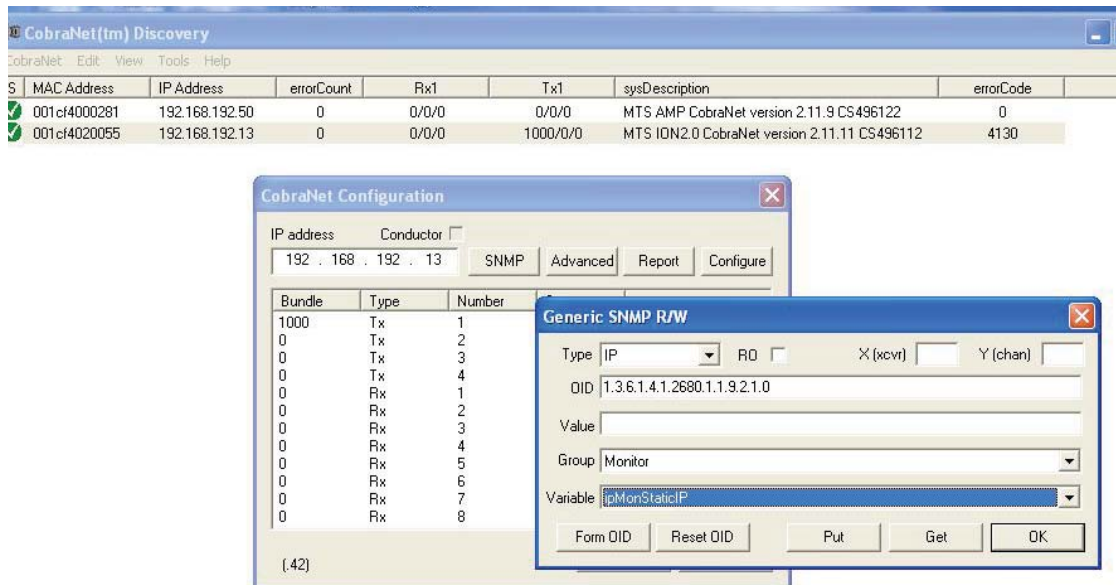 CobraNet(tm) Discovery
CobraNet Edit View Tools Help
S MAC Address IP Address errorCount Rx1 Tx1 sysDescription errorCode
001cf4000281 192.168.192.50 0 0/0/0 0/0/0 MTS AMP CobraNet version 2.11.9 CS496122 0
001cf4020055 192.168.192.13 0 0/0/0 1000/0/0 MTS ION2.0 CobraNet version 2.11.11 CS496112 4130
CobraNet Configuration
IP address Conductor
192 . 168 . 192 . 13 SNMP Advanced Report Configure
Bundle Type Number
1000 Tx 1
0 Tx 2
0 Tx 3
0 Tx 4
0 Rx 1
0 Rx 2
0 Rx 3
0 Rx 4
0 Rx 5
0 Rx 6
0 Rx 7
0 Rx 8
(.42)
Generic SNMP R/W
Type IP RO X (xcvr) Y (chan)
OID 1.3.6.1.4.1.2680.1.1.9.2.1.0
Value
Group Monitor
Variable ipMonStaticIP
Form OID Reset OID Put Get OK